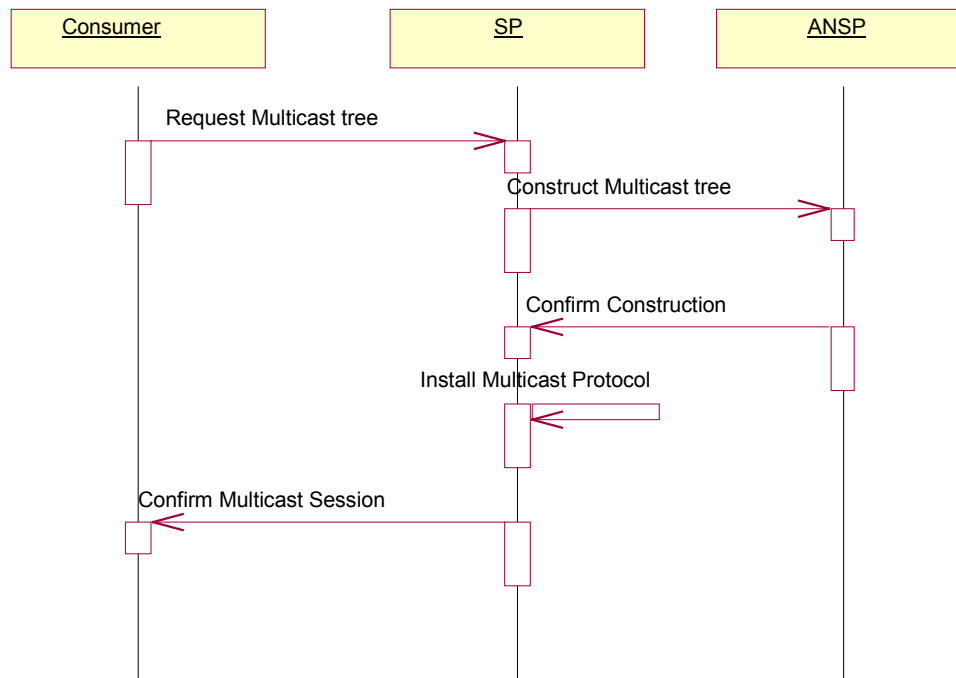 Consumer
SP
ANSP
Request Multicast tree
Construct Multicast tree
Confirm Construction
Install Multicast Protocol
Confirm Multicast Session